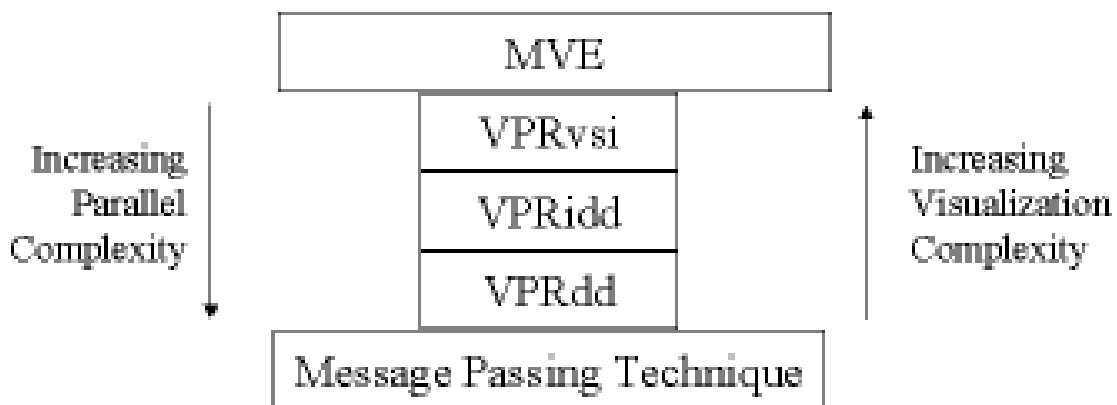 MVE
VPRvsi
VPRidd
VPRdd
Message Passing Technique
Increasing
Parallel
Complexity
Increasing
Visualization
Complexity